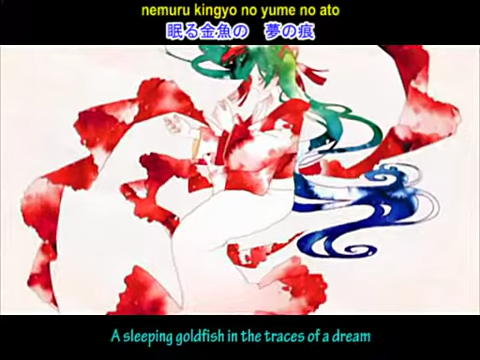 nemuru kingyo no yume no ato
眠る金魚の　夢の痕
A sleeping goldfish in the traces of a dream